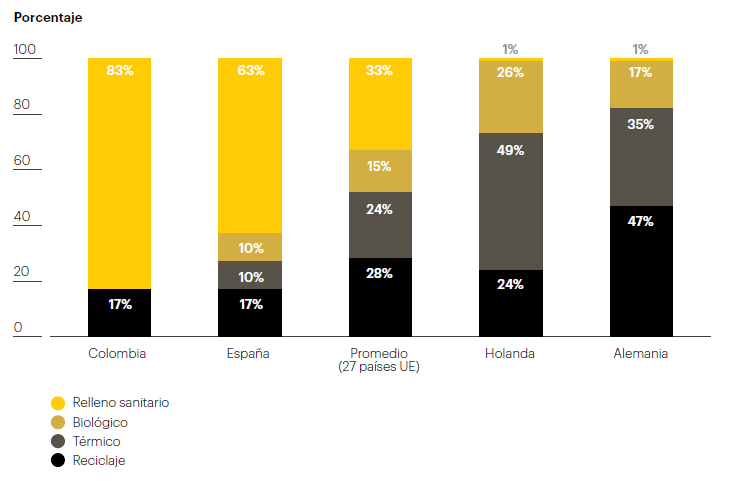 Porcentaje
100
80
60
40
20
0
83%
17%
63%
10%
10%
17%
33%
15%
24%
28%
1%
26%
49%
24%
1%
17%
35%
47%
Colombia
España
Promedio
(27 países UE)
Holanda
Alemania
Relleno sanitario
Biológico
Térmico
Reciclaje